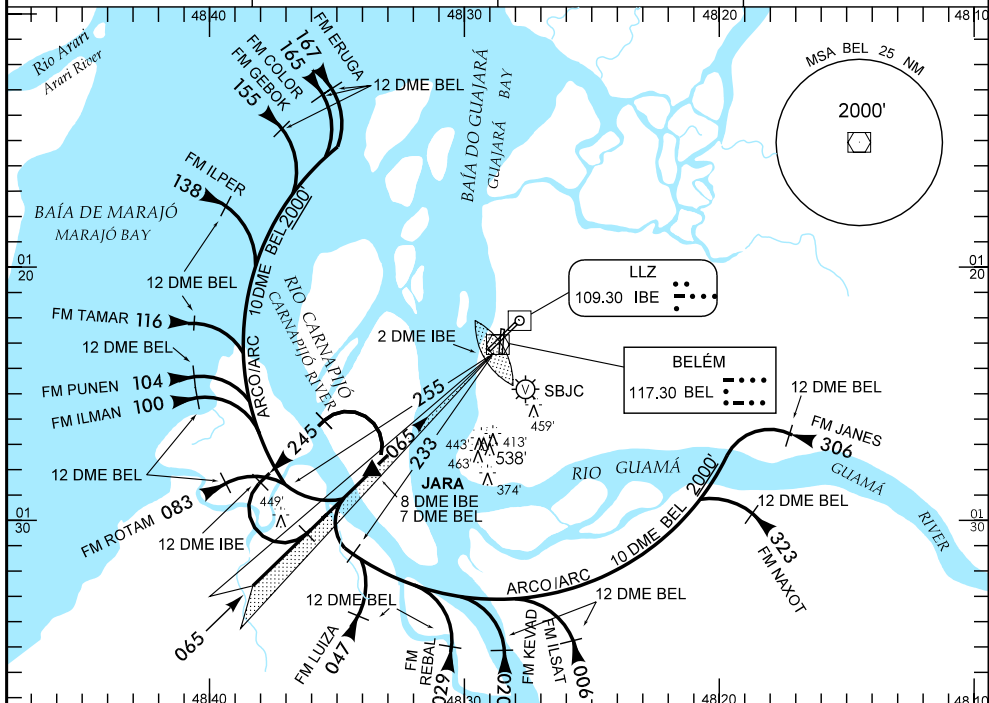 48'40
48'30
48'20
48'10
Rio Arari
Arari River
FM ERUGA
167
FM COLOR
165
FM GEBOK
155
12 DME BEL
BAÍA DO GUAJARÁ
GUAJARÁ BAY
MSA BEL 25 NM
2000'
FM ILPER
138
BAÍA DE MARAJÓ
MARAJÓ BAY
10 DME BEL 2000'
ARCO/ARC
01
20
01
20
12 DME BEL
RIO CARNAPIJÓ
CARNAPIJÓ RIVER
LLZ
109.30 IBE
FM TAMAR 116
2 DME IBE
12 DME BEL
BELÉM
117.30 BEL
FM PUNEN 104
FM ILMAN 100
255
SBJC
459'
12 DME BEL
FM JANES
306
245
065
233
443'
413'
463'
538'
374'
12 DME BEL
RIO GUAMÁ
GUAMÁ
RIVER
JARA
8 DME IBE
7 DME BEL
FM ROTAM 083
449'
01
30
01
30
12 DME IBE
10 DME BEL 2000'
ARCO/ARC
12 DME BEL
323
FM NAXOT
12 DME BEL
12 DME BEL
065
FM LUIZA
047
FM REBAL
029
FM KEVAD
020
FM ILSAT
006
48'40
48'30
48'20
48'10